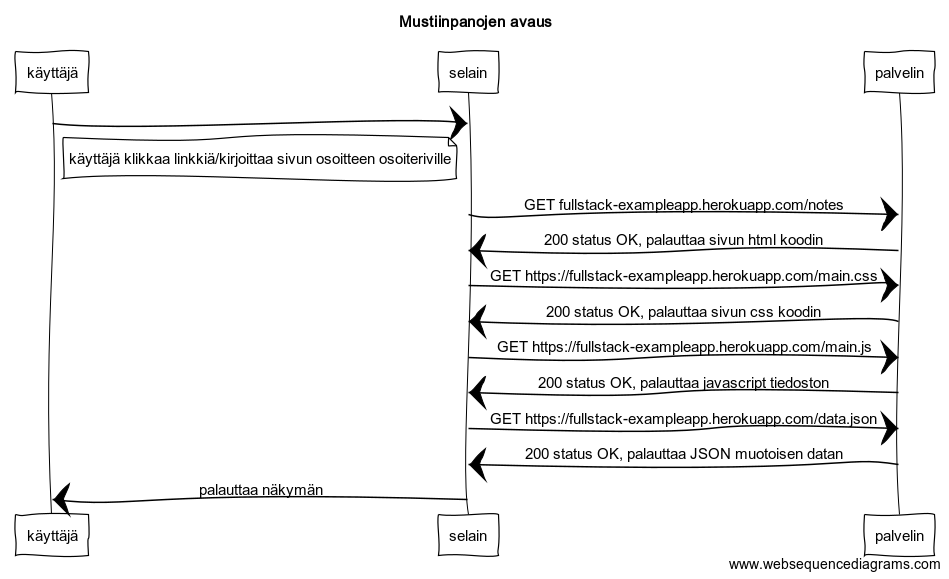 Mustiinpanojen avaus
käyttäjä
selain
palvelin
käyttäjä klikkaa linkkiä/kirjoittaa sivun osoitteen osoiteriville
GET fullstack-exampleapp.herokuapp.com/notes
200 status OK, palauttaa sivun html koodin
GET https://fullstack-exampleapp.herokuapp.com/main.css
200 status OK, palauttaa sivun css koodin
GET https://fullstack-exampleapp.herokuapp.com/main.js
200 status OK, palauttaa javascript tiedoston
GET https://fullstack-exampleapp.herokuapp.com/data.json
200 status OK, palauttaa JSON muotoisen datan
palauttaa näkymän
käyttäjä
selain
palvelin
www.websequencediagrams.com